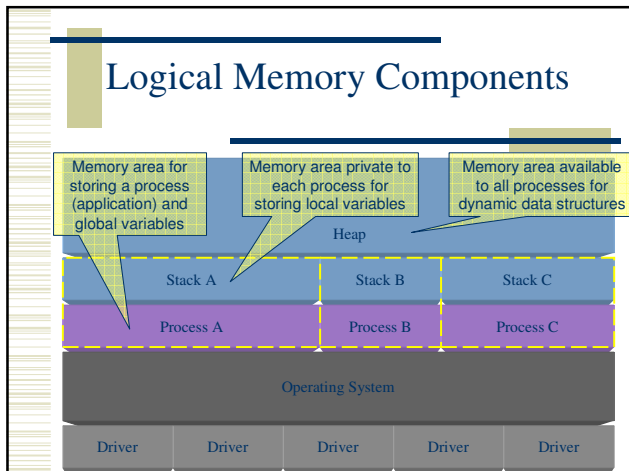 Logical Memory Components
Memory area for
storing a process
(application) and
global variables
Memory area private to
each process for
storing local variables
Memory area available
to all processes for
dynamic data structures
Heap
Stack A
Stack B
Stack C
Process A
Process B
Process C
Operating System
Driver
Driver
Driver
Driver
Driver